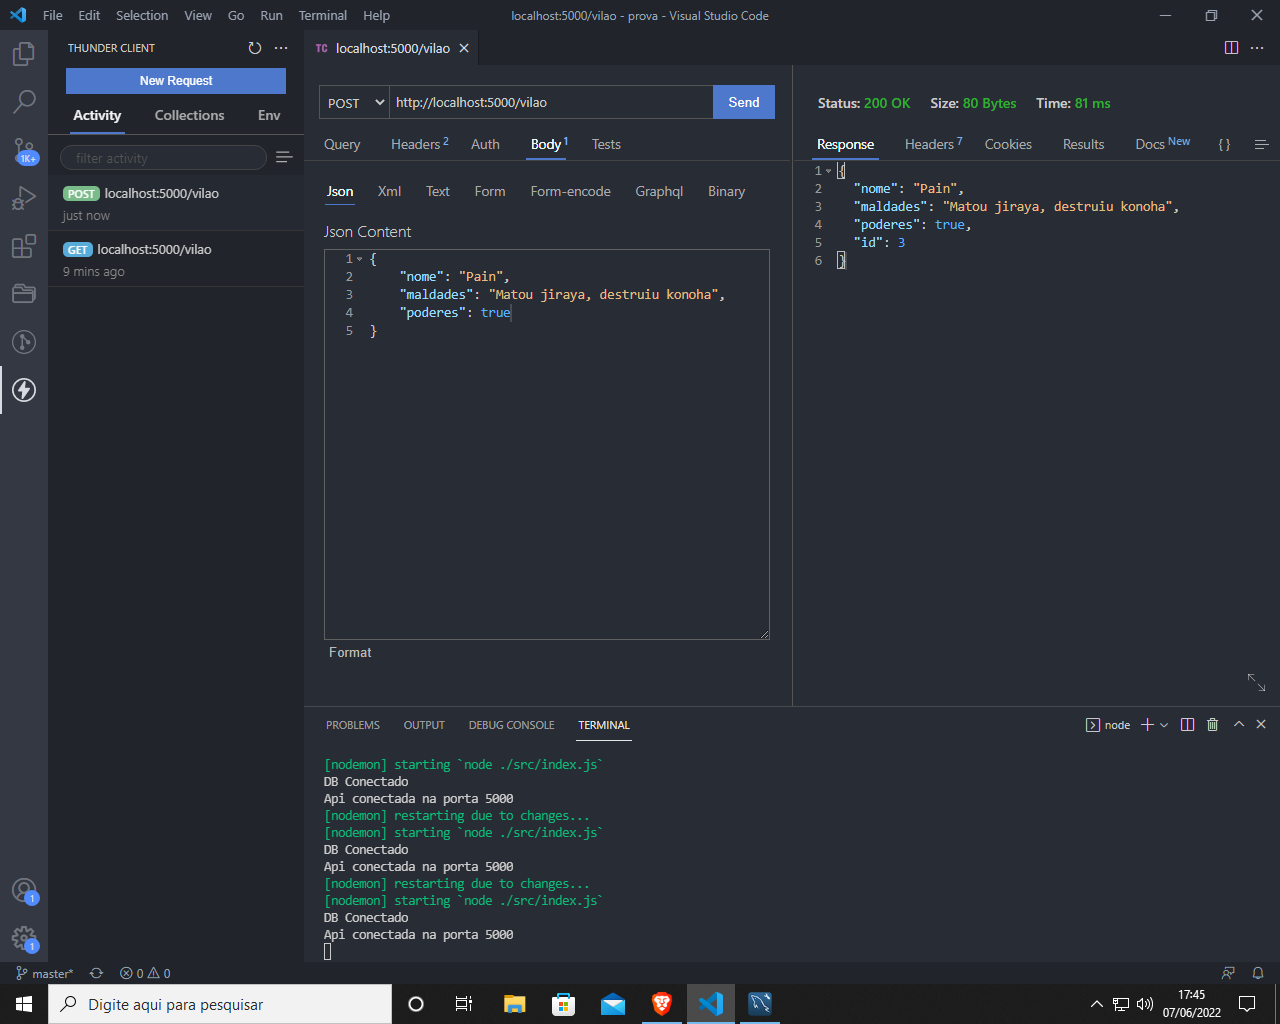 File Edit Selection View Go Run Terminal Help localhost:5000/vilao - prova - Visual Studio Code
THUNDER CLIENT
New Request
Activity Collections Env
filter activity
POST localhost:5000/vilao
just now
GET localhost:5000/vilao
9 mins ago
1K+
1
1
TC localhost:5000/vilao
POST http://localhost:5000/vilao Send
Query Headers 2 Auth Body 1 Tests
Json Xml Text Form Form-encode Graphql Binary
Json Content
1 {
2 "nome": "Pain",
3 "maldades": "Matou jiraya, destruiu konoha",
4 "poderes": true
5 }
Format
Status: 200 OK Size: 80 Bytes Time: 81 ms
Response Headers 7 Cookies Results Docs New { }
1 {
2 "nome": "Pain",
3 "maldades": "Matou jiraya, destruiu konoha",
4 "poderes": true,
5 "id": 3
6 }
PROBLEMS OUTPUT DEBUG CONSOLE TERMINAL node
[nodemon] starting `node ./src/index.js`
DB Conectado
Api conectada na porta 5000
[nodemon] restarting due to changes...
[nodemon] starting `node ./src/index.js`
DB Conectado
Api conectada na porta 5000
[nodemon] restarting due to changes...
[nodemon] starting `node ./src/index.js`
DB Conectado
Api conectada na porta 5000
master* 0 0
Digite aqui para pesquisar
17:45
07/06/2022